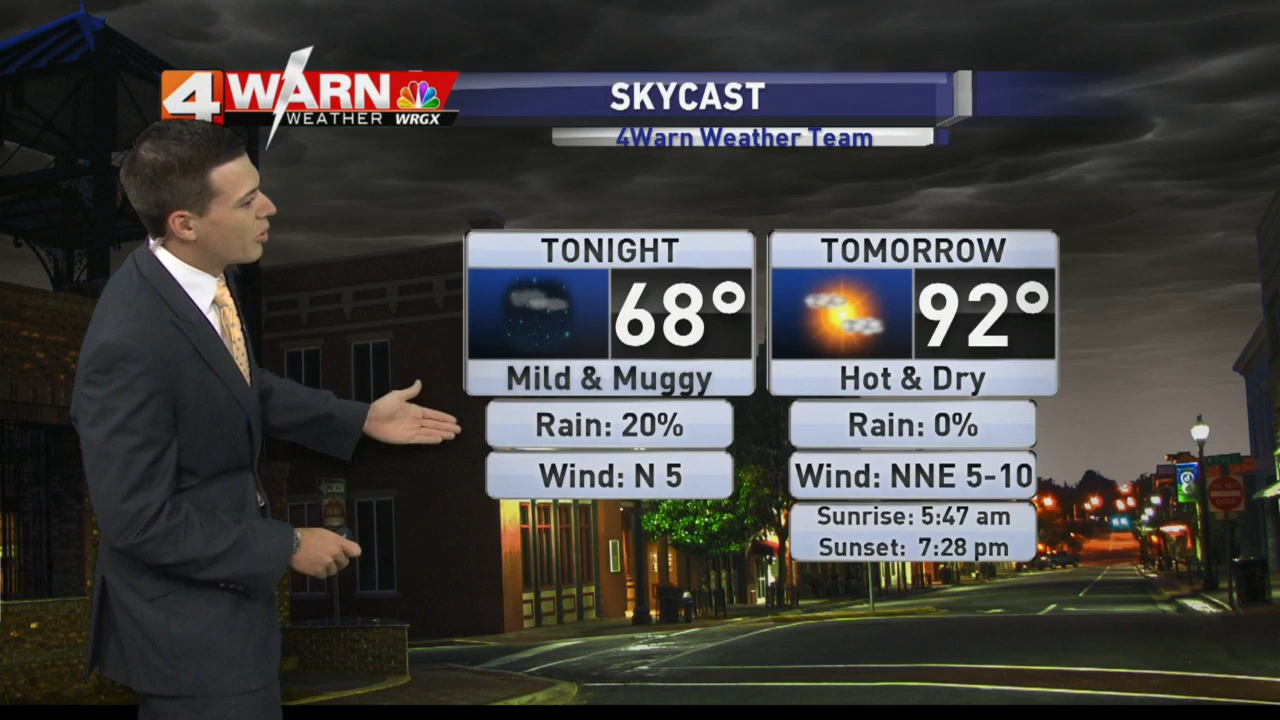 4WARN
WEATHER WRGX
SKYCAST
4Warn Weather Team
TONIGHT
68°
Mild & Muggy
Rain: 20%
Wind: N 5
TOMORROW
92°
Hot & Dry
Rain: 0%
Wind: NNE 5-10
Sunrise: 5:47 am
Sunset: 7:28 pm